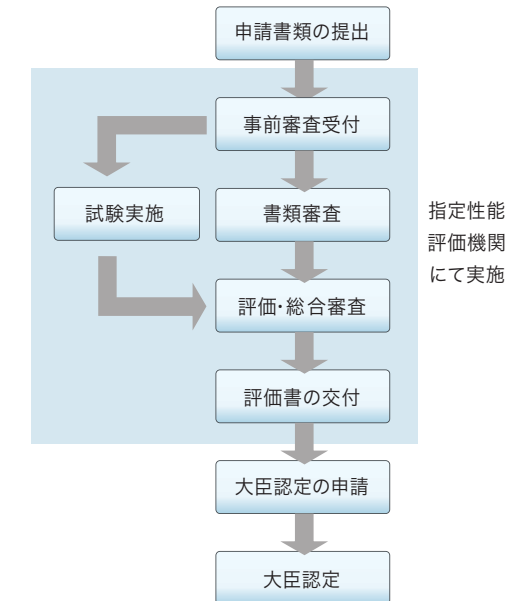 申請書類の提出
事前審査受付
試験実施
書類審査
指定性能
評価機関
にて実施
評価･総合審査
評価書の交付
大臣認定の申請
大臣認定